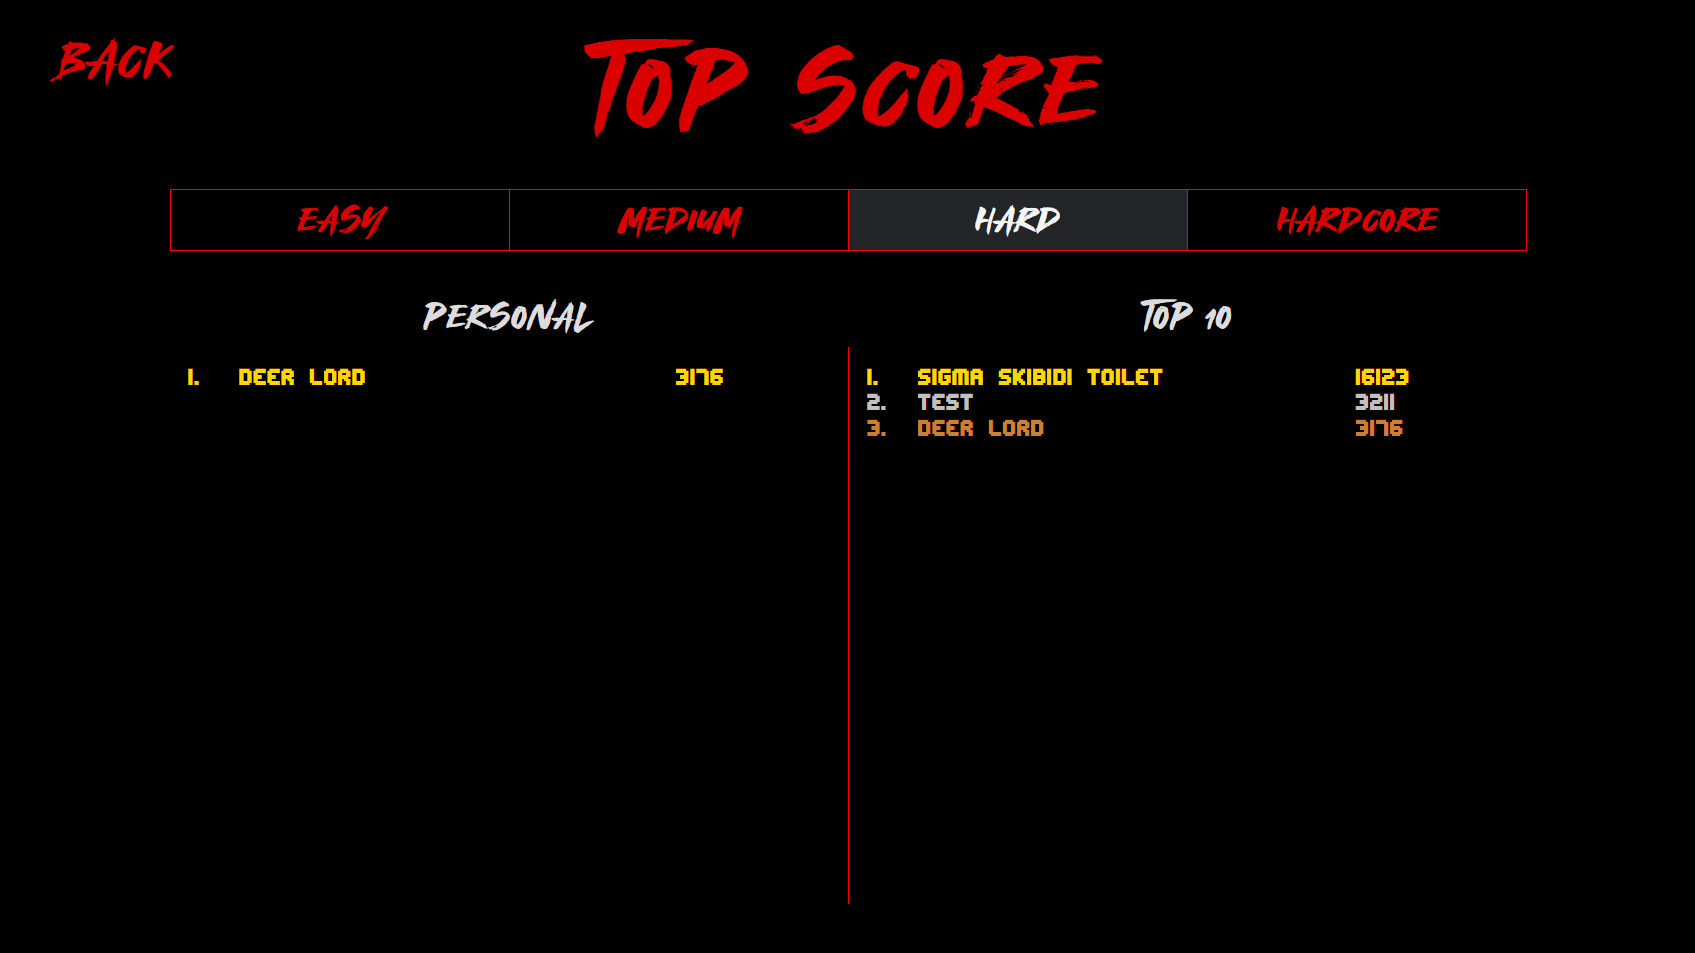 BACK
TOP SCORE
EASY MEDIUM HARD HARDCORE
PERSONAL
1. DEER LORD 3176
TOP 10
1. SIGMA SKIBIDI TOILET 16123
2. TEST 3211
3. DEER LORD 3176